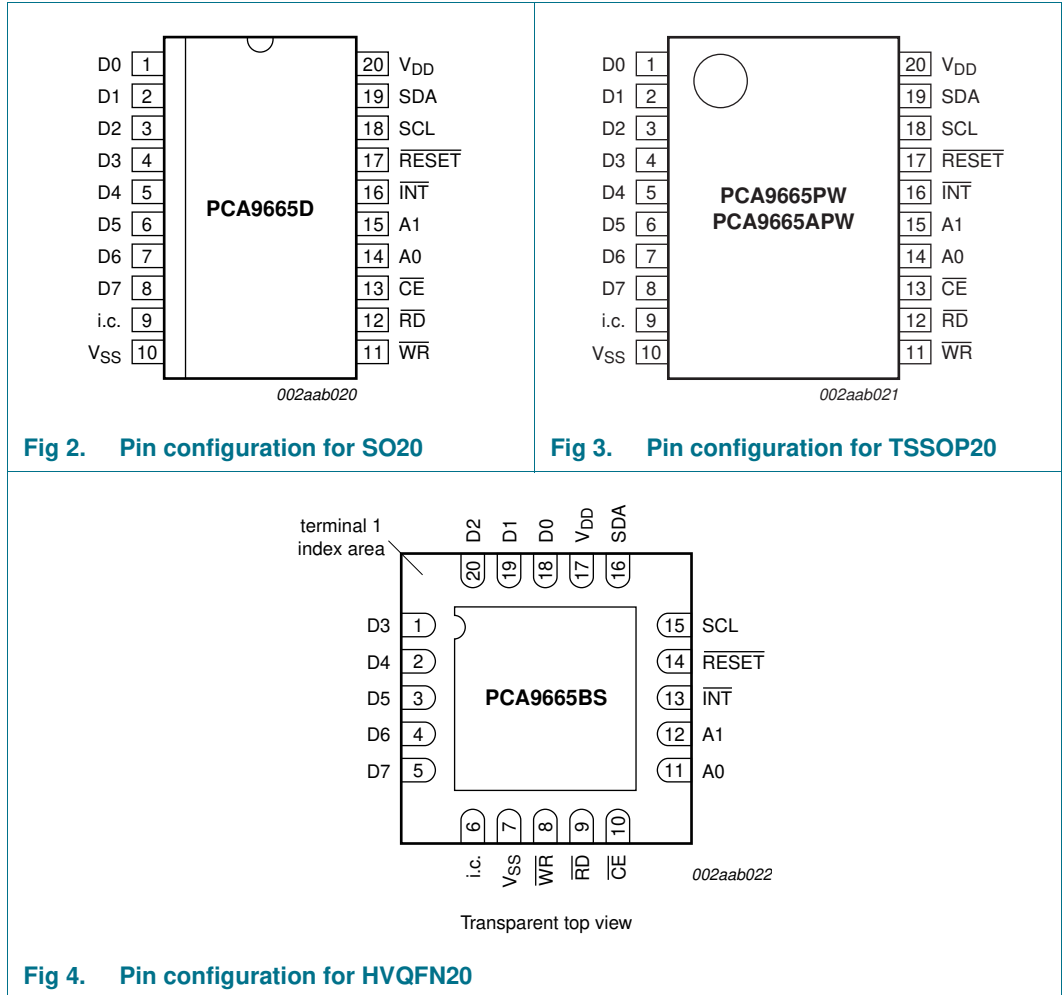 D0 1
D1 2
D2 3
D3 4
D4 5
D5 6
D6 7
D7 8
i.c. 9
VSS 10
PCA9665D
20 VDD
19 SDA
18 SCL
17 RESET
16 INT
15 A1
14 A0
13 CE
12 RD
11 WR
002aab020
Fig 2. Pin configuration for SO20
D0 1
D1 2
D2 3
D3 4
D4 5
D5 6
D6 7
D7 8
i.c. 9
VSS 10
PCA9665PW
PCA9665APW
20 VDD
19 SDA
18 SCL
17 RESET
16 INT
15 A1
14 A0
13 CE
12 RD
11 WR
002aab021
Fig 3. Pin configuration for TSSOP20
terminal 1
index area
D2 D1 D0 VDD SDA
20 19 18 17 16
D3 1
D4 2
D5 3
D6 4
D7 5
PCA9665BS
15 SCL
14 RESET
13 INT
12 A1
11 A0
6 7 8 9 10
i.c. VSS WR RD CE
002aab022
Transparent top view
Fig 4. Pin configuration for HVQFN20